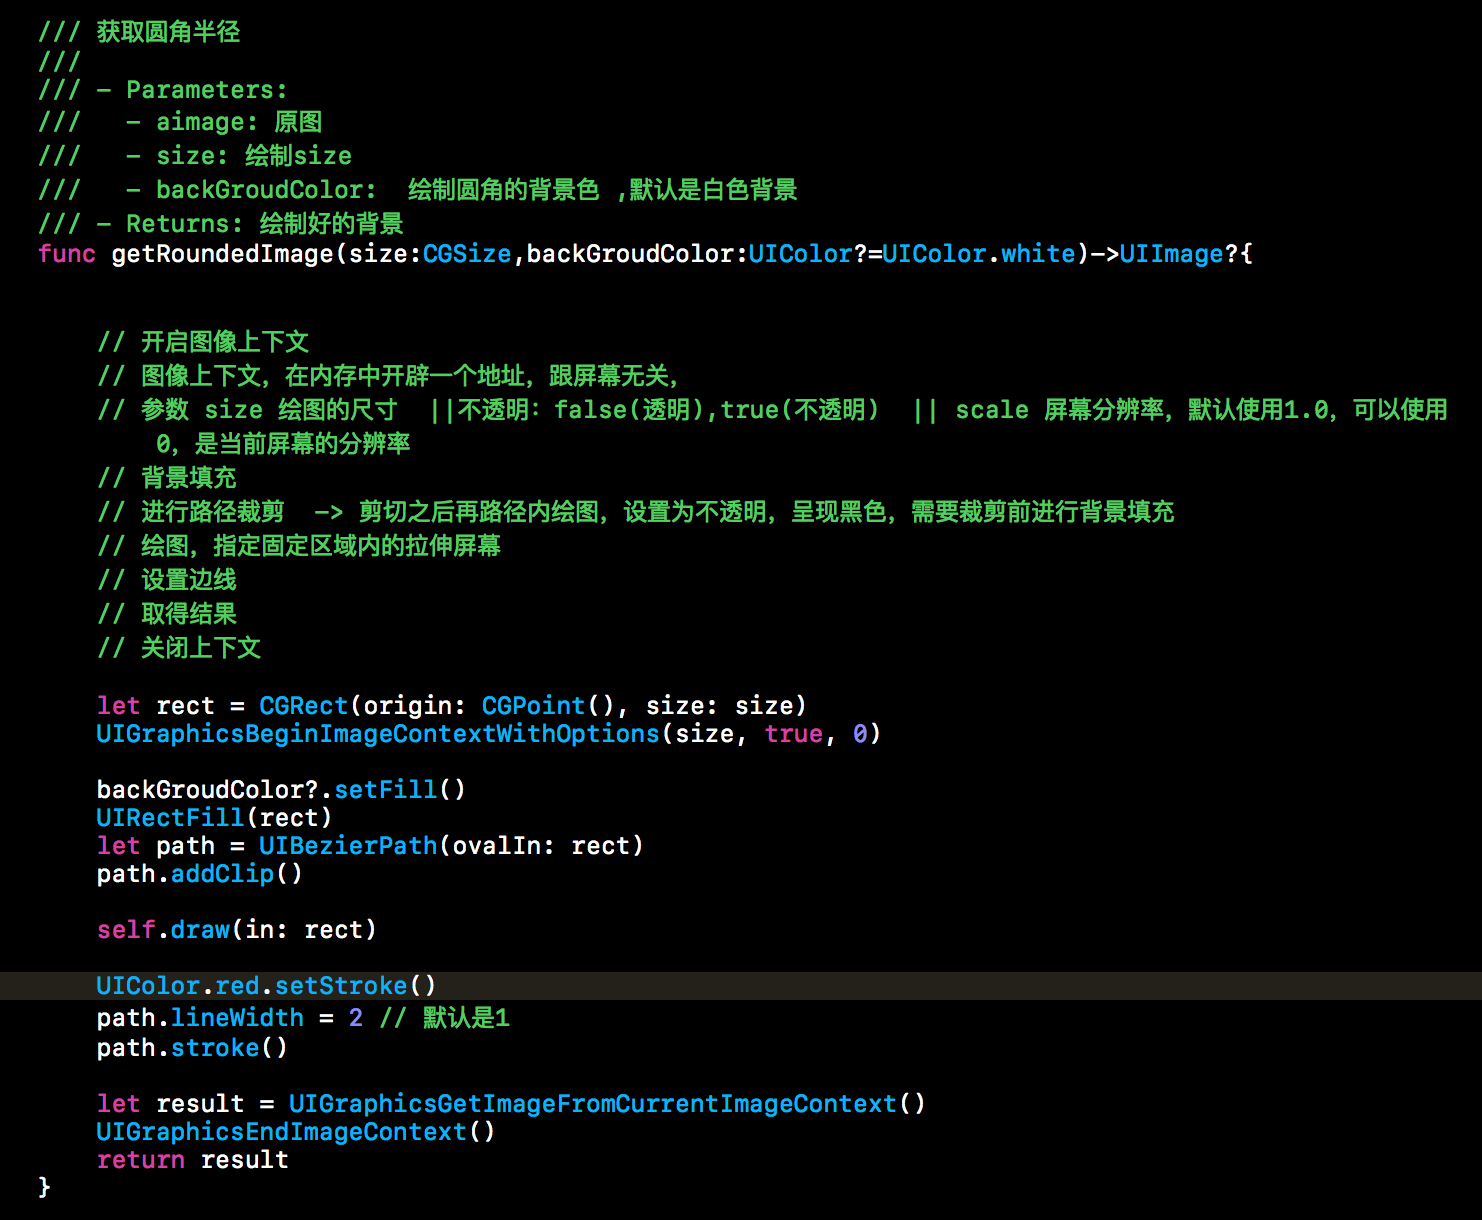 /// 获取圆角半径
///
/// - Parameters:
///   - aimage: 原图
///   - size: 绘制size
///   - backGroudColor:  绘制圆角的背景色 ,默认是白色背景
/// - Returns: 绘制好的背景
func getRoundedImage(size:CGSize,backGroudColor:UIColor?=UIColor.white)->UIImage?{
    // 开启图像上下文
    // 图像上下文，在内存中开辟一个地址，跟屏幕无关，
    // 参数 size 绘图的尺寸  ||不透明：false(透明),true(不透明)  || scale 屏幕分辨率，默认使用1.0，可以使用
        0，是当前屏幕的分辨率
    // 背景填充
    // 进行路径裁剪  -> 剪切之后再路径内绘图，设置为不透明，呈现黑色，需要裁剪前进行背景填充
    // 绘图，指定固定区域内的拉伸屏幕
    // 设置边线
    // 取得结果
    // 关闭上下文
    let rect = CGRect(origin: CGPoint(), size: size)
    UIGraphicsBeginImageContextWithOptions(size, true, 0)
    backGroudColor?.setFill()
    UIRectFill(rect)
    let path = UIBezierPath(ovalIn: rect)
    path.addClip()
    self.draw(in: rect)
    UIColor.red.setStroke()
    path.lineWidth = 2 // 默认是1
    path.stroke()
    let result = UIGraphicsGetImageFromCurrentImageContext()
    UIGraphicsEndImageContext()
    return result
}